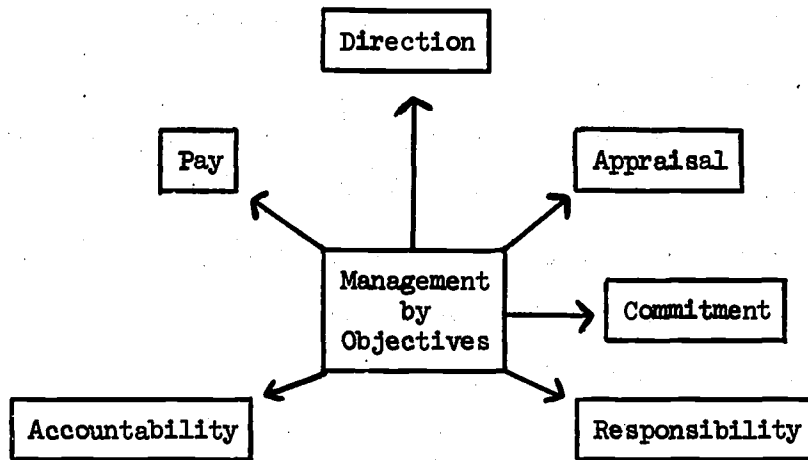 Direction
Pay
Appraisal
Management
by
Objectives
Commitment
Accountability
Responsibility